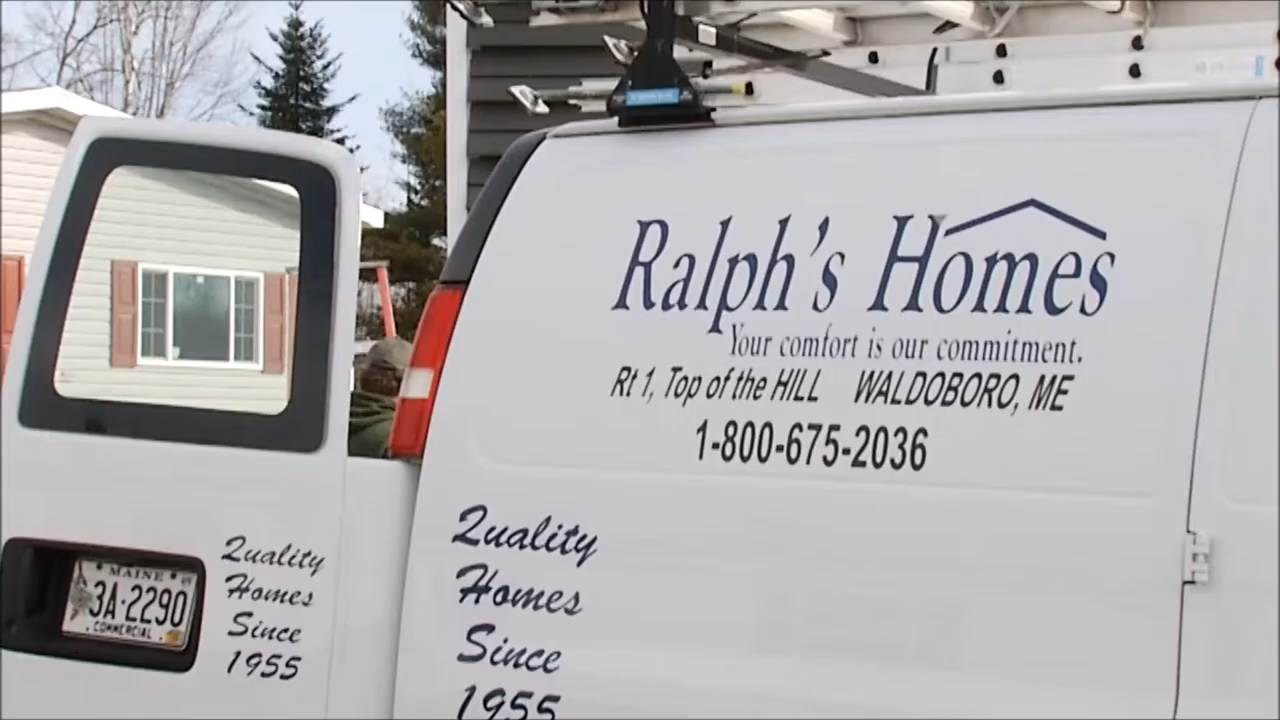 Ralph's Homes
Your comfort is our commitment.
Rt 1, Top of the HILL WALDOBORO, ME
1-800-675-2036
Quality
Homes
Since
1955
Quality
Homes
Since
1955
MAINE
3A·2290
COMMERCIAL